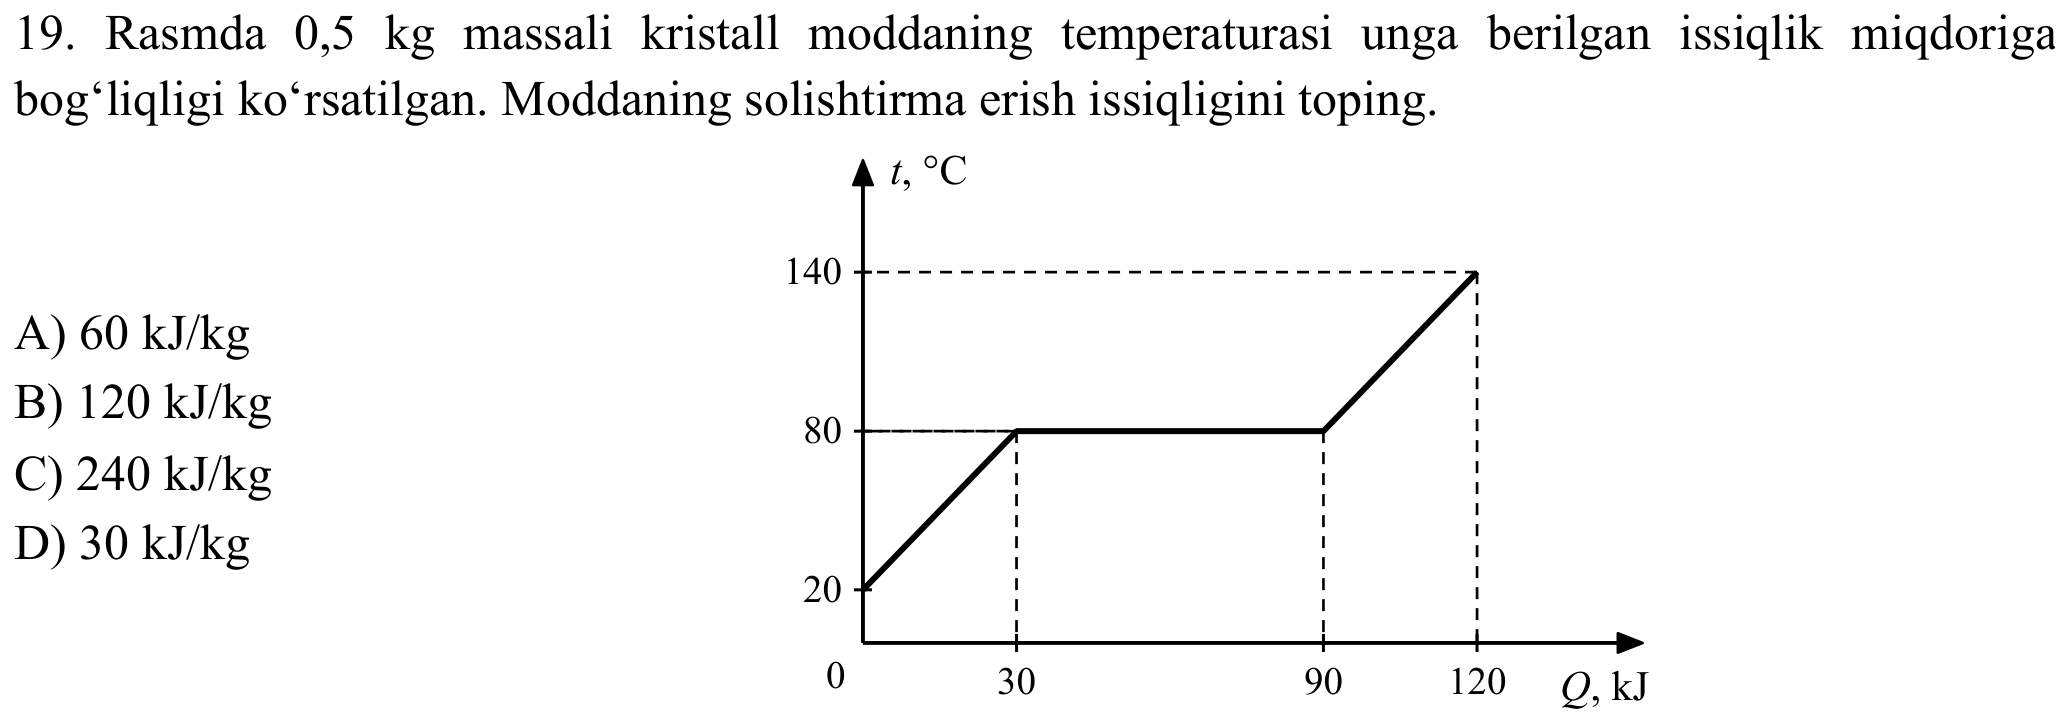 19. Rasmda 0,5 kg massali kristall moddaning temperaturasi unga berilgan issiqlik miqdoriga
bog‘liqligi ko‘rsatilgan. Moddaning solishtirma erish issiqligini toping.
A) 60 kJ/kg
B) 120 kJ/kg
C) 240 kJ/kg
D) 30 kJ/kg
t, °C
140
80
20
0
30
90
120
Q, kJ